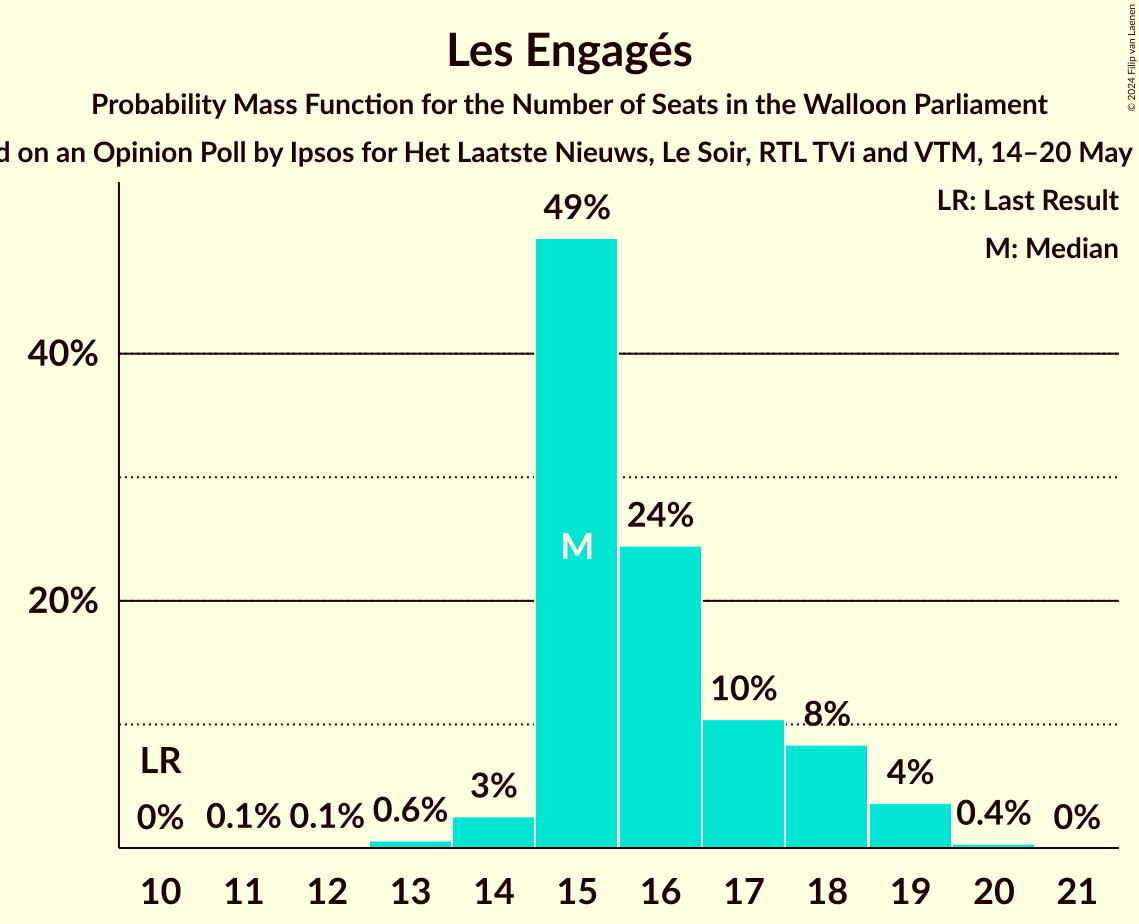 Les Engagés
Probability Mass Function for the Number of Seats in the Walloon Parliament
on an Opinion Poll by Ipsos for Het Laatste Nieuws, Le Soir, RTL TVi and VTM, 14–20 May
© 2024 Filip van Laenen
LR: Last Result
M: Median
49%
40%
24%
M
20%
10%
8%
LR
4%
3%
0% 0.1% 0.1% 0.6% 0.4% 0%
10 11 12 13 14 15 16 17 18 19 20 21